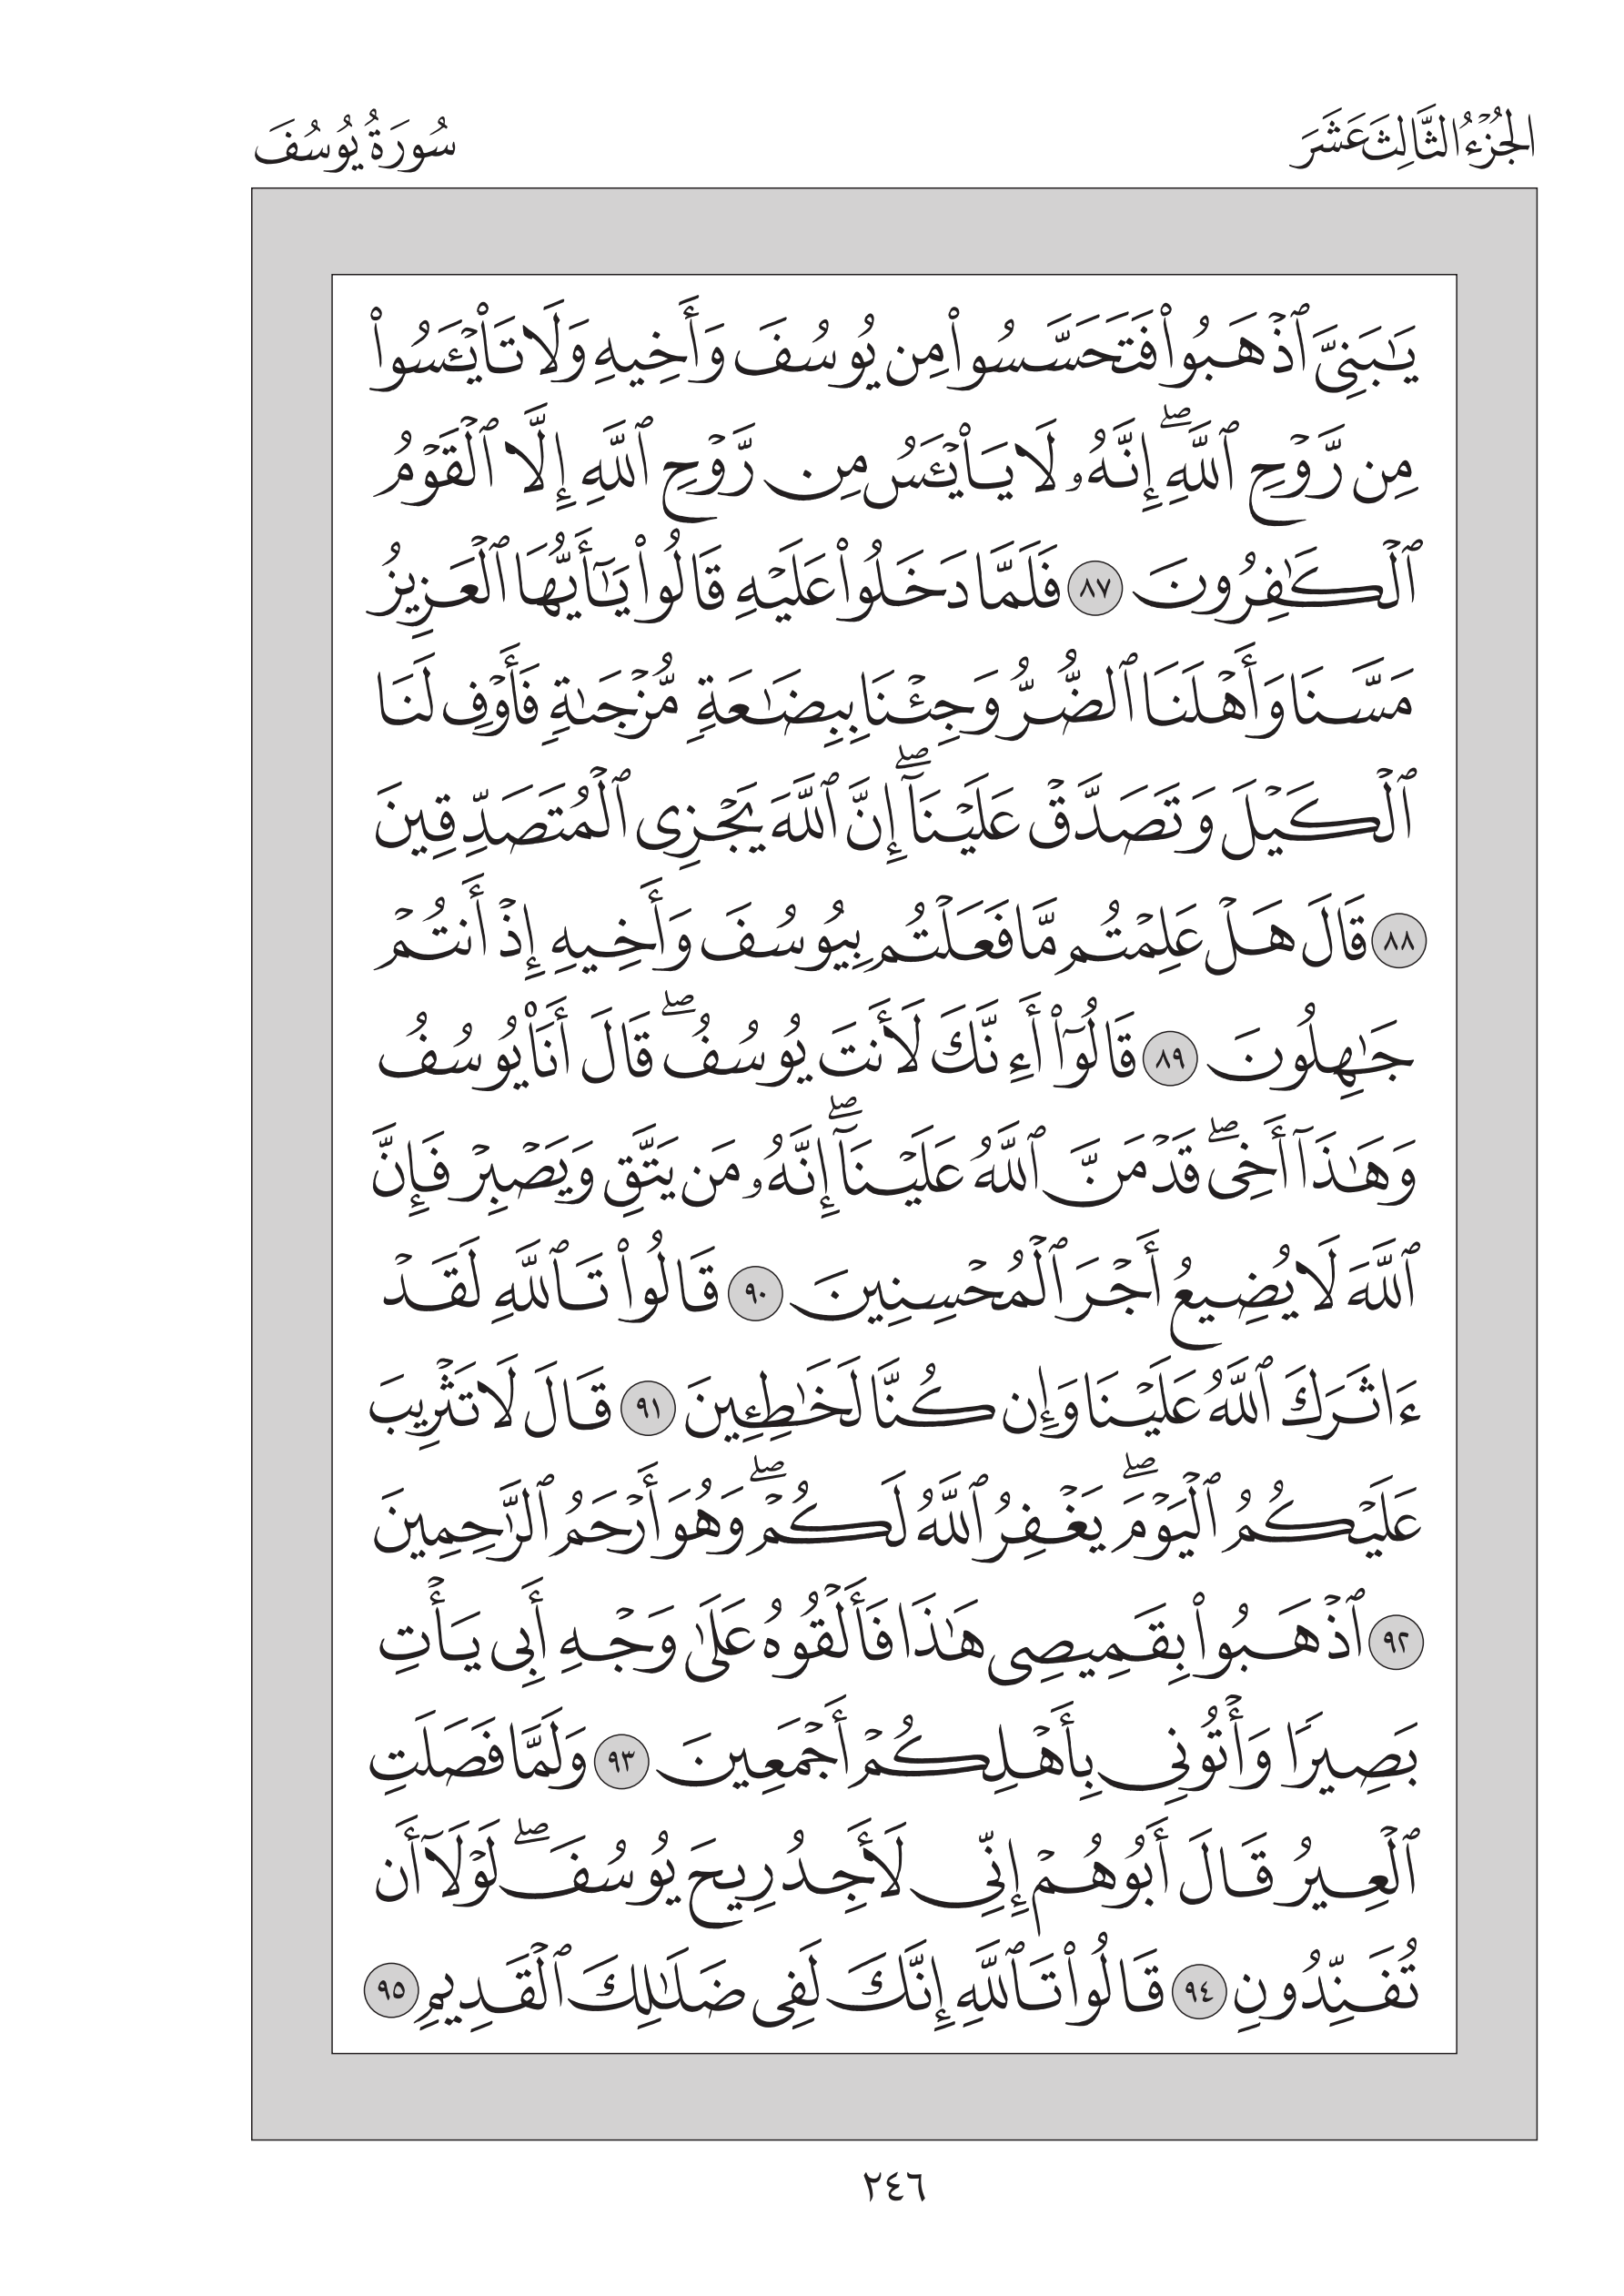 الجُزْءُ الثَّالِثَ عَشَرَ
سُورَةُ يُوسُفَ
يَٰبَنِيَّ ٱذۡهَبُواْ فَتَحَسَّسُواْ مِن يُوسُفَ وَأَخِيهِ وَلَا تَاْيۡـَٔسُواْ
مِن رَّوۡحِ ٱللَّهِۖ إِنَّهُۥ لَا يَاْيۡـَٔسُ مِن رَّوۡحِ ٱللَّهِ إِلَّا ٱلۡقَوۡمُ
ٱلۡكَٰفِرُونَ ٨٧ فَلَمَّا دَخَلُواْ عَلَيۡهِ قَالُواْ يَٰٓأَيُّهَا ٱلۡعَزِيزُ
مَسَّنَا وَأَهۡلَنَا ٱلضُّرُّ وَجِئۡنَا بِبِضَٰعَةٖ مُّزۡجَىٰةٖ فَأَوۡفِ لَنَا
ٱلۡكَيۡلَ وَتَصَدَّقۡ عَلَيۡنَآۖ إِنَّ ٱللَّهَ يَجۡزِي ٱلۡمُتَصَدِّقِينَ
٨٨ قَالَ هَلۡ عَلِمۡتُم مَّا فَعَلۡتُم بِيُوسُفَ وَأَخِيهِ إِذۡ أَنتُمۡ
جَٰهِلُونَ ٨٩ قَالُوٓاْ أَءِنَّكَ لَأَنتَ يُوسُفُۖ قَالَ أَنَا۠ يُوسُفُ
وَهَٰذَآ أَخِيۖ قَدۡ مَنَّ ٱللَّهُ عَلَيۡنَآۖ إِنَّهُۥ مَن يَتَّقِ وَيَصۡبِرۡ فَإِنَّ
ٱللَّهَ لَا يُضِيعُ أَجۡرَ ٱلۡمُحۡسِنِينَ ٩٠ قَالُواْ تَٱللَّهِ لَقَدۡ
ءَاثَرَكَ ٱللَّهُ عَلَيۡنَا وَإِن كُنَّا لَخَٰطِـِٔينَ ٩١ قَالَ لَا تَثۡرِيبَ
عَلَيۡكُمُ ٱلۡيَوۡمَۖ يَغۡفِرُ ٱللَّهُ لَكُمۡۖ وَهُوَ أَرۡحَمُ ٱلرَّٰحِمِينَ
٩٢ ٱذۡهَبُواْ بِقَمِيصِي هَٰذَا فَأَلۡقُوهُ عَلَىٰ وَجۡهِ أَبِي يَأۡتِ
بَصِيرٗا وَأۡتُونِي بِأَهۡلِكُمۡ أَجۡمَعِينَ ٩٣ وَلَمَّا فَصَلَتِ
ٱلۡعِيرُ قَالَ أَبُوهُمۡ إِنِّي لَأَجِدُ رِيحَ يُوسُفَۖ لَوۡلَآ أَن
تُفَنِّدُونِ ٩٤ قَالُواْ تَٱللَّهِ إِنَّكَ لَفِي ضَلَٰلِكَ ٱلۡقَدِيمِ ٩٥
٢٤٦